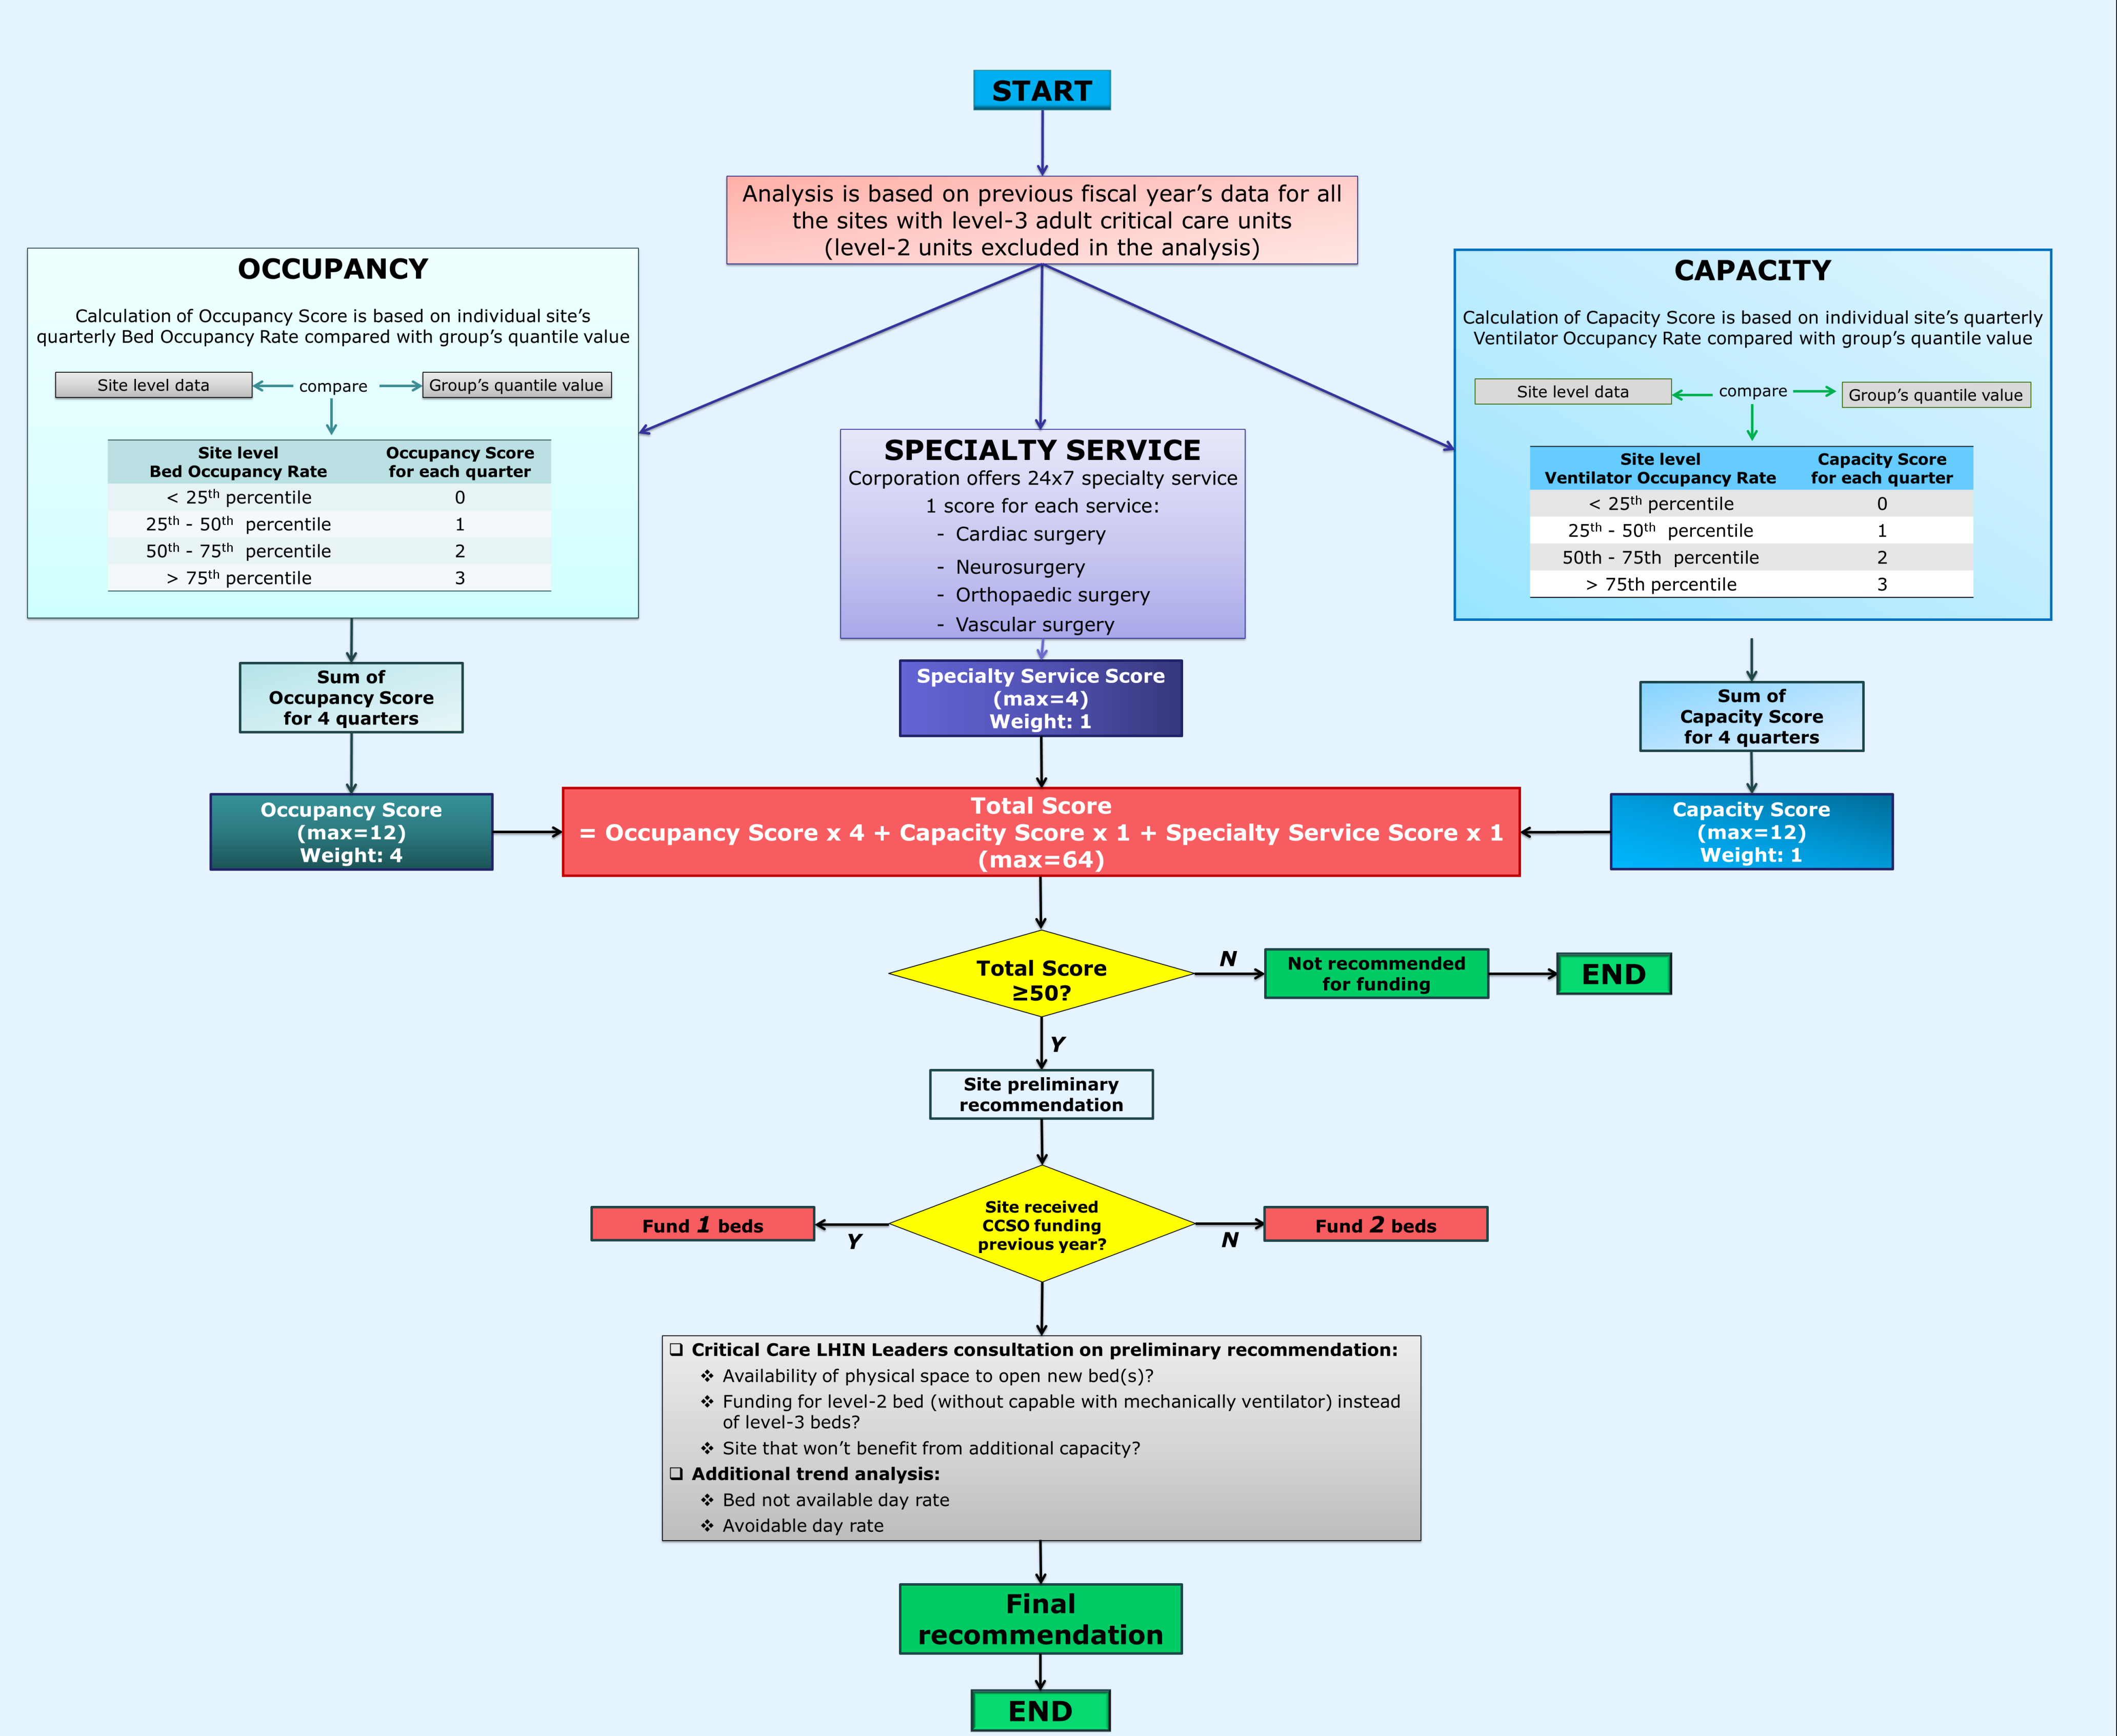 START
Analysis is based on previous fiscal year’s data for all
the sites with level-3 adult critical care units
(level-2 units excluded in the analysis)
OCCUPANCY
Calculation of Occupancy Score is based on individual site’s
quarterly Bed Occupancy Rate compared with group’s quantile value
Site level data
compare
Group’s quantile value
Site level
Bed Occupancy Rate
Occupancy Score
for each quarter
< 25th percentile 0
25th - 50th percentile 1
50th - 75th percentile 2
> 75th percentile 3
Sum of
Occupancy Score
for 4 quarters
Occupancy Score
(max=12)
Weight: 4
SPECIALTY SERVICE
Corporation offers 24x7 specialty service
1 score for each service:
- Cardiac surgery
- Neurosurgery
- Orthopaedic surgery
- Vascular surgery
Specialty Service Score
(max=4)
Weight: 1
CAPACITY
Calculation of Capacity Score is based on individual site’s quarterly
Ventilator Occupancy Rate compared with group’s quantile value
Site level data
compare
Group’s quantile value
Site level
Ventilator Occupancy Rate
Capacity Score
for each quarter
< 25th percentile 0
25th - 50th percentile 1
50th - 75th percentile 2
> 75th percentile 3
Sum of
Capacity Score
for 4 quarters
Capacity Score
(max=12)
Weight: 1
Total Score
= Occupancy Score x 4 + Capacity Score x 1 + Specialty Service Score x 1
(max=64)
Total Score
≥50?
N
Not recommended
for funding
END
Y
Site preliminary
recommendation
Site received
CCSO funding
previous year?
Y
Fund 1 beds
N
Fund 2 beds
❑ Critical Care LHIN Leaders consultation on preliminary recommendation:
❖ Availability of physical space to open new bed(s)?
❖ Funding for level-2 bed (without capable with mechanically ventilator) instead
of level-3 beds?
❖ Site that won’t benefit from additional capacity?
❑ Additional trend analysis:
❖ Bed not available day rate
❖ Avoidable day rate
Final
recommendation
END